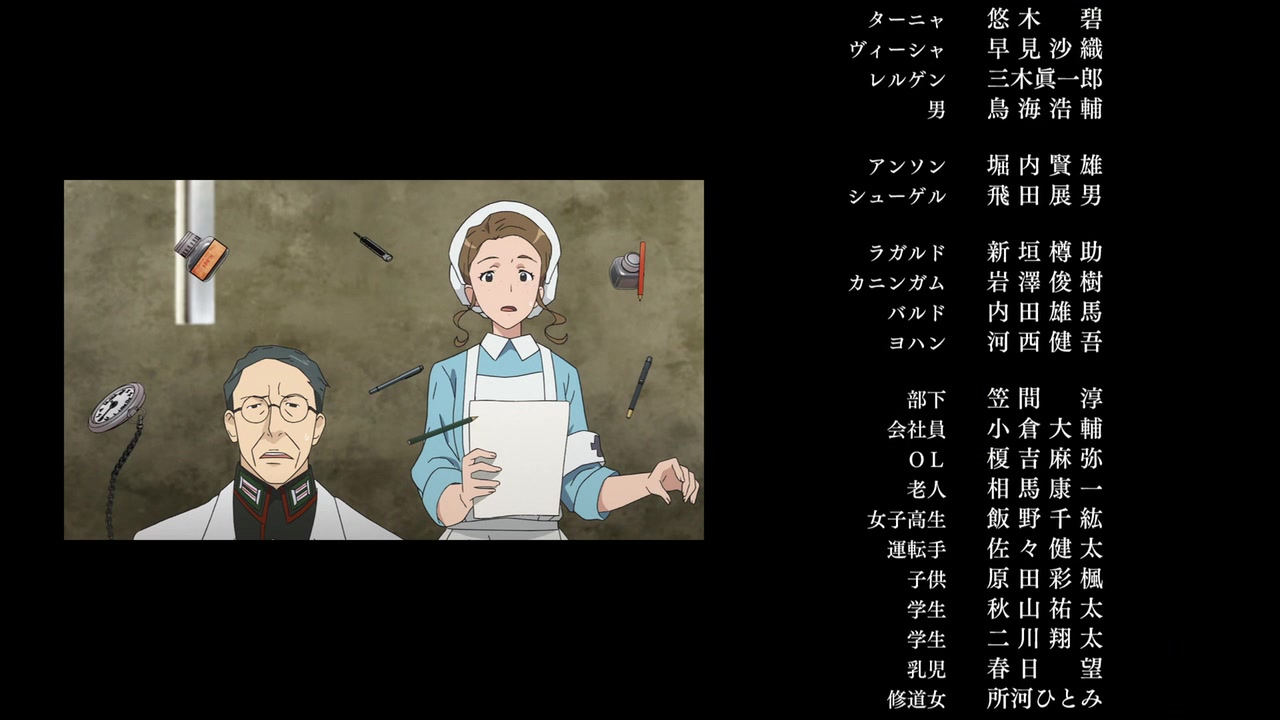 ターニャ 悠木 碧
ヴィーシャ 早見沙織
レルゲン 三木眞一郎
男 鳥海浩輔
アンソン 堀内賢雄
シューゲル 飛田展男
ラガルド 新垣樽助
カニンガム 岩澤俊樹
バルド 内田雄馬
ヨハン 河西健吾
部下 笠間 淳
会社員 小倉大輔
OL 榎吉麻弥
老人 相馬康一
女子高生 飯野千紘
運転手 佐々健太
子供 原田彩楓
学生 秋山祐太
学生 二川翔太
乳児 春日 望
修道女 所河ひとみ